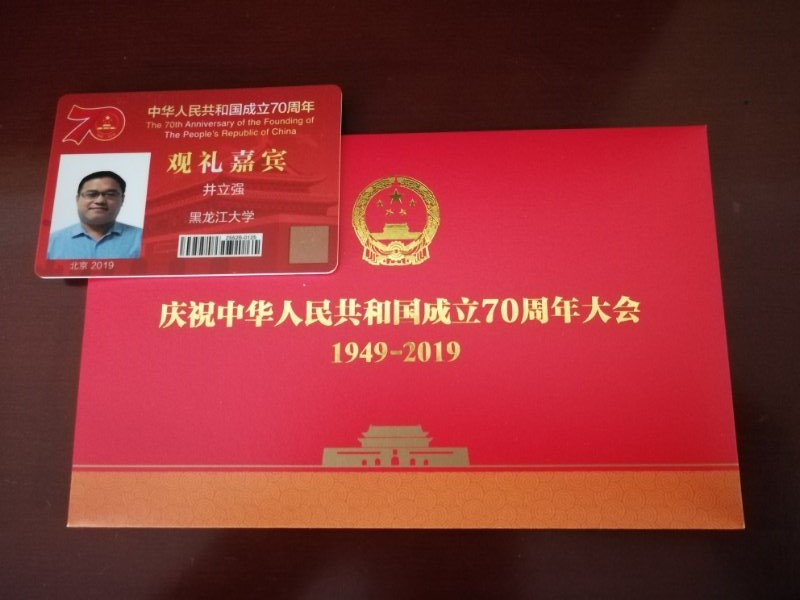 70
中华人民共和国成立70周年
The 70th Anniversary of the Founding of
The People's Republic of China
观礼嘉宾
井立强
黑龙江大学
北京 2019
庆祝中华人民共和国成立70周年大会
1949-2019